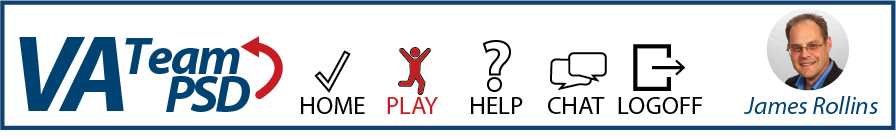 VA Team PSD
HOME PLAY HELP CHAT LOGOFF James Rollins